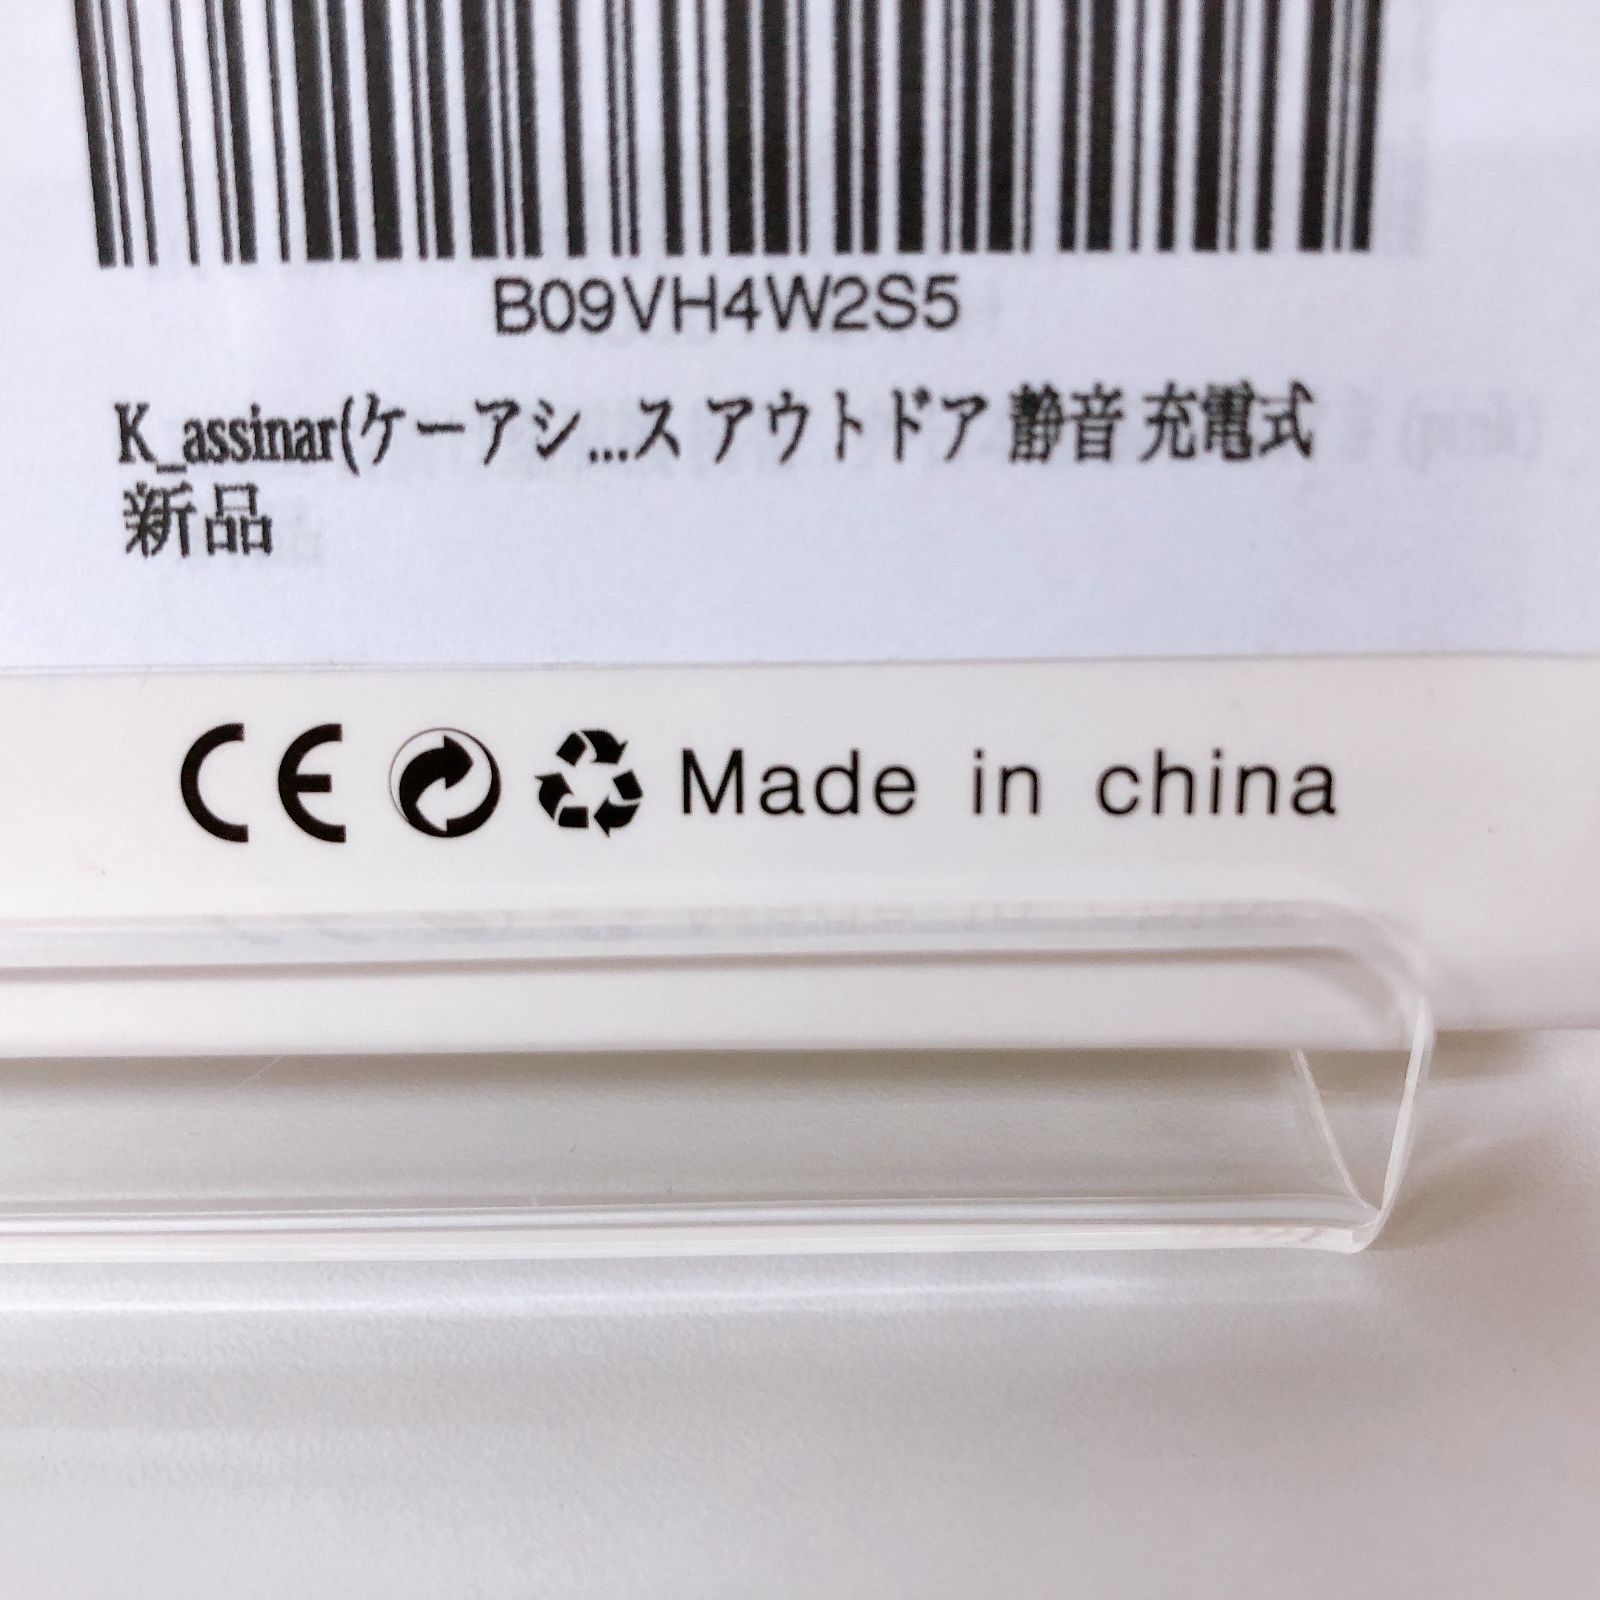 B09VH4W2S5
K_assinar(ケーアシ...ス アウトドア 静音 充電式
新品
CE Made in china